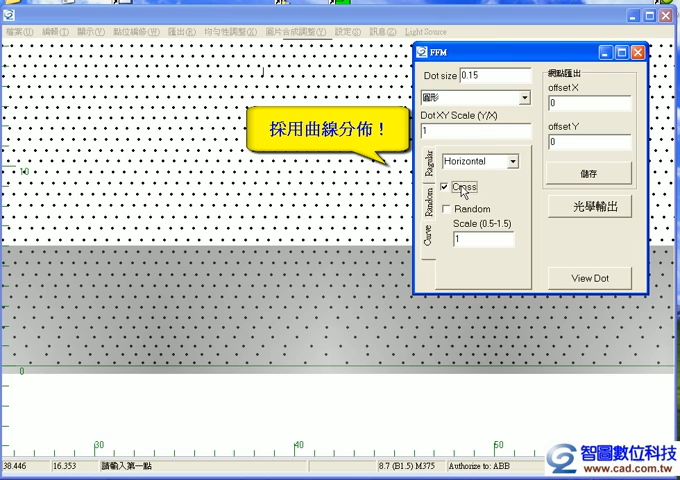 檔案(U) 編輯(T) 顯示(V) 點位編修(W) 匯出(R) 均勻性調整(X) 圖片合成調整(Y) 設定(S) 訊息(Z) Light Source
FFM
Dot size 0.15
圓形
Dot XY Scale (Y/X)
1
Ragular
Random
Curve
Horizontal
Cross
Random
Scale (0.5-1.5)
1
網點匯出
offset X
0
offset Y
0
儲存
光學輸出
View Dot
採用曲線分佈！
10
0
30
40
50
38.446 16.353 請輸入第一點 8.7 (B1.5) M375 Authorize to: ABB
智圖數位科技
www.cad.com.tw